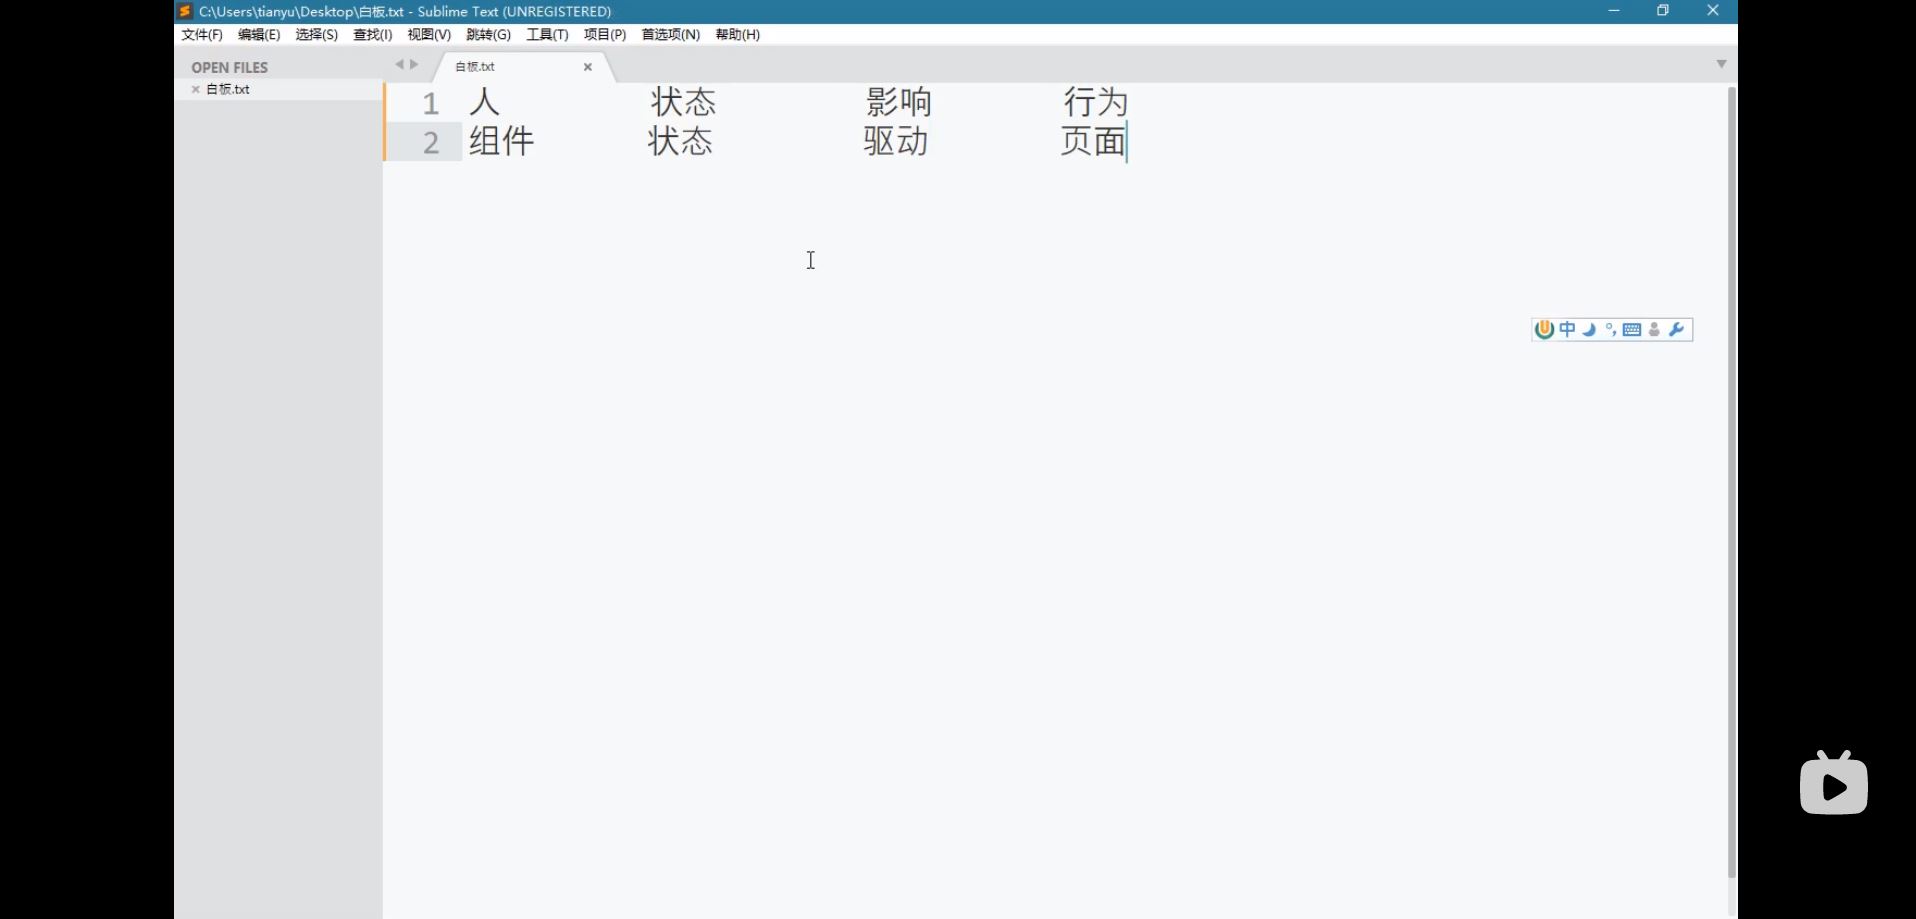 C:\Users\tianyu\Desktop\白板.txt - Sublime Text (UNREGISTERED)
文件(F) 编辑(E) 选择(S) 查找(I) 视图(V) 跳转(G) 工具(T) 项目(P) 首选项(N) 帮助(H)
OPEN FILES
白板.txt
白板.txt
1 人 状态 影响 行为
2 组件 状态 驱动 页面
中